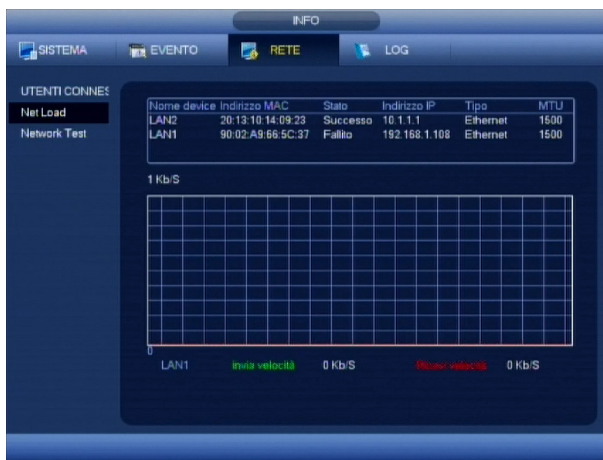 INFO
SISTEMA EVENTO RETE LOG
UTENTI CONNES
Net Load
Network Test
Nome device Indirizzo MAC Stato Indirizzo IP Tipo MTU
LAN2 20:13:10:14:09:23 Successo 10.1.1.1 Ethernet 1500
LAN1 90:02:A9:66:5C:37 Fallito 192.168.1.108 Ethernet 1500
1 Kb/S
0
LAN1 invia velocità 0 Kb/S velocità 0 Kb/S